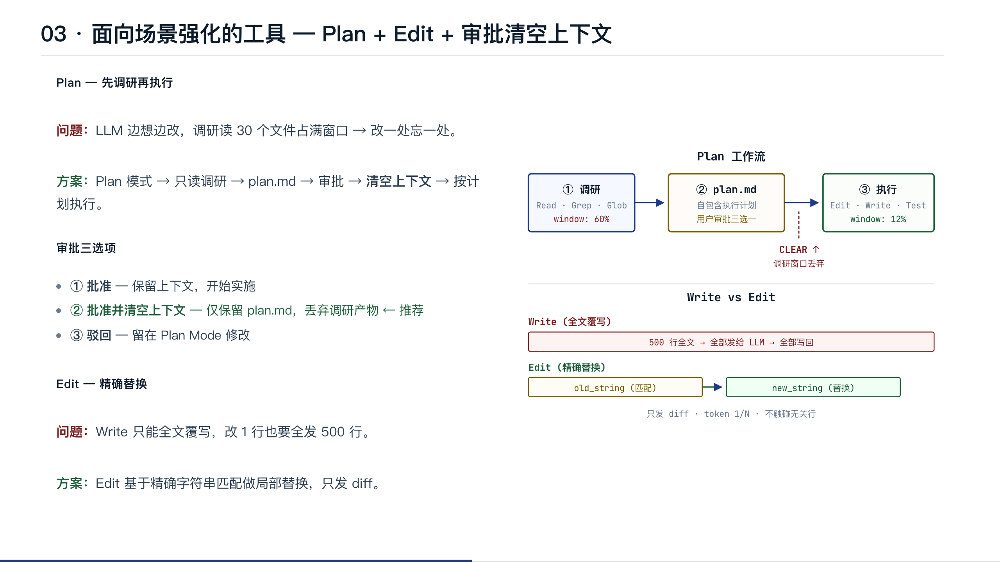 03 · 面向场景强化的工具 — Plan + Edit + 审批清空上下文
Plan — 先调研再执行
问题：LLM 边想边改，调研读 30 个文件占满窗口 → 改一处忘一处。
方案：Plan 模式 → 只读调研 → plan.md → 审批 → 清空上下文 → 按计
划执行。
审批三选项
• ① 批准 — 保留上下文，开始实施
• ② 批准并清空上下文 — 仅保留 plan.md，丢弃调研产物 ← 推荐
• ③ 驳回 — 留在 Plan Mode 修改
Edit — 精确替换
问题：Write 只能全文覆写，改 1 行也要全发 500 行。
方案：Edit 基于精确字符串匹配做局部替换，只发 diff。
Plan 工作流
① 调研
Read · Grep · Glob
window: 60%
② plan.md
自包含执行计划
用户审批三选一
③ 执行
Edit · Write · Test
window: 12%
CLEAR ↑
调研窗口丢弃
Write vs Edit
Write (全文覆写)
500 行全文 → 全部发给 LLM → 全部写回
Edit (精确替换)
old_string (匹配)
new_string (替换)
只发 diff · token 1/N · 不触碰无关行